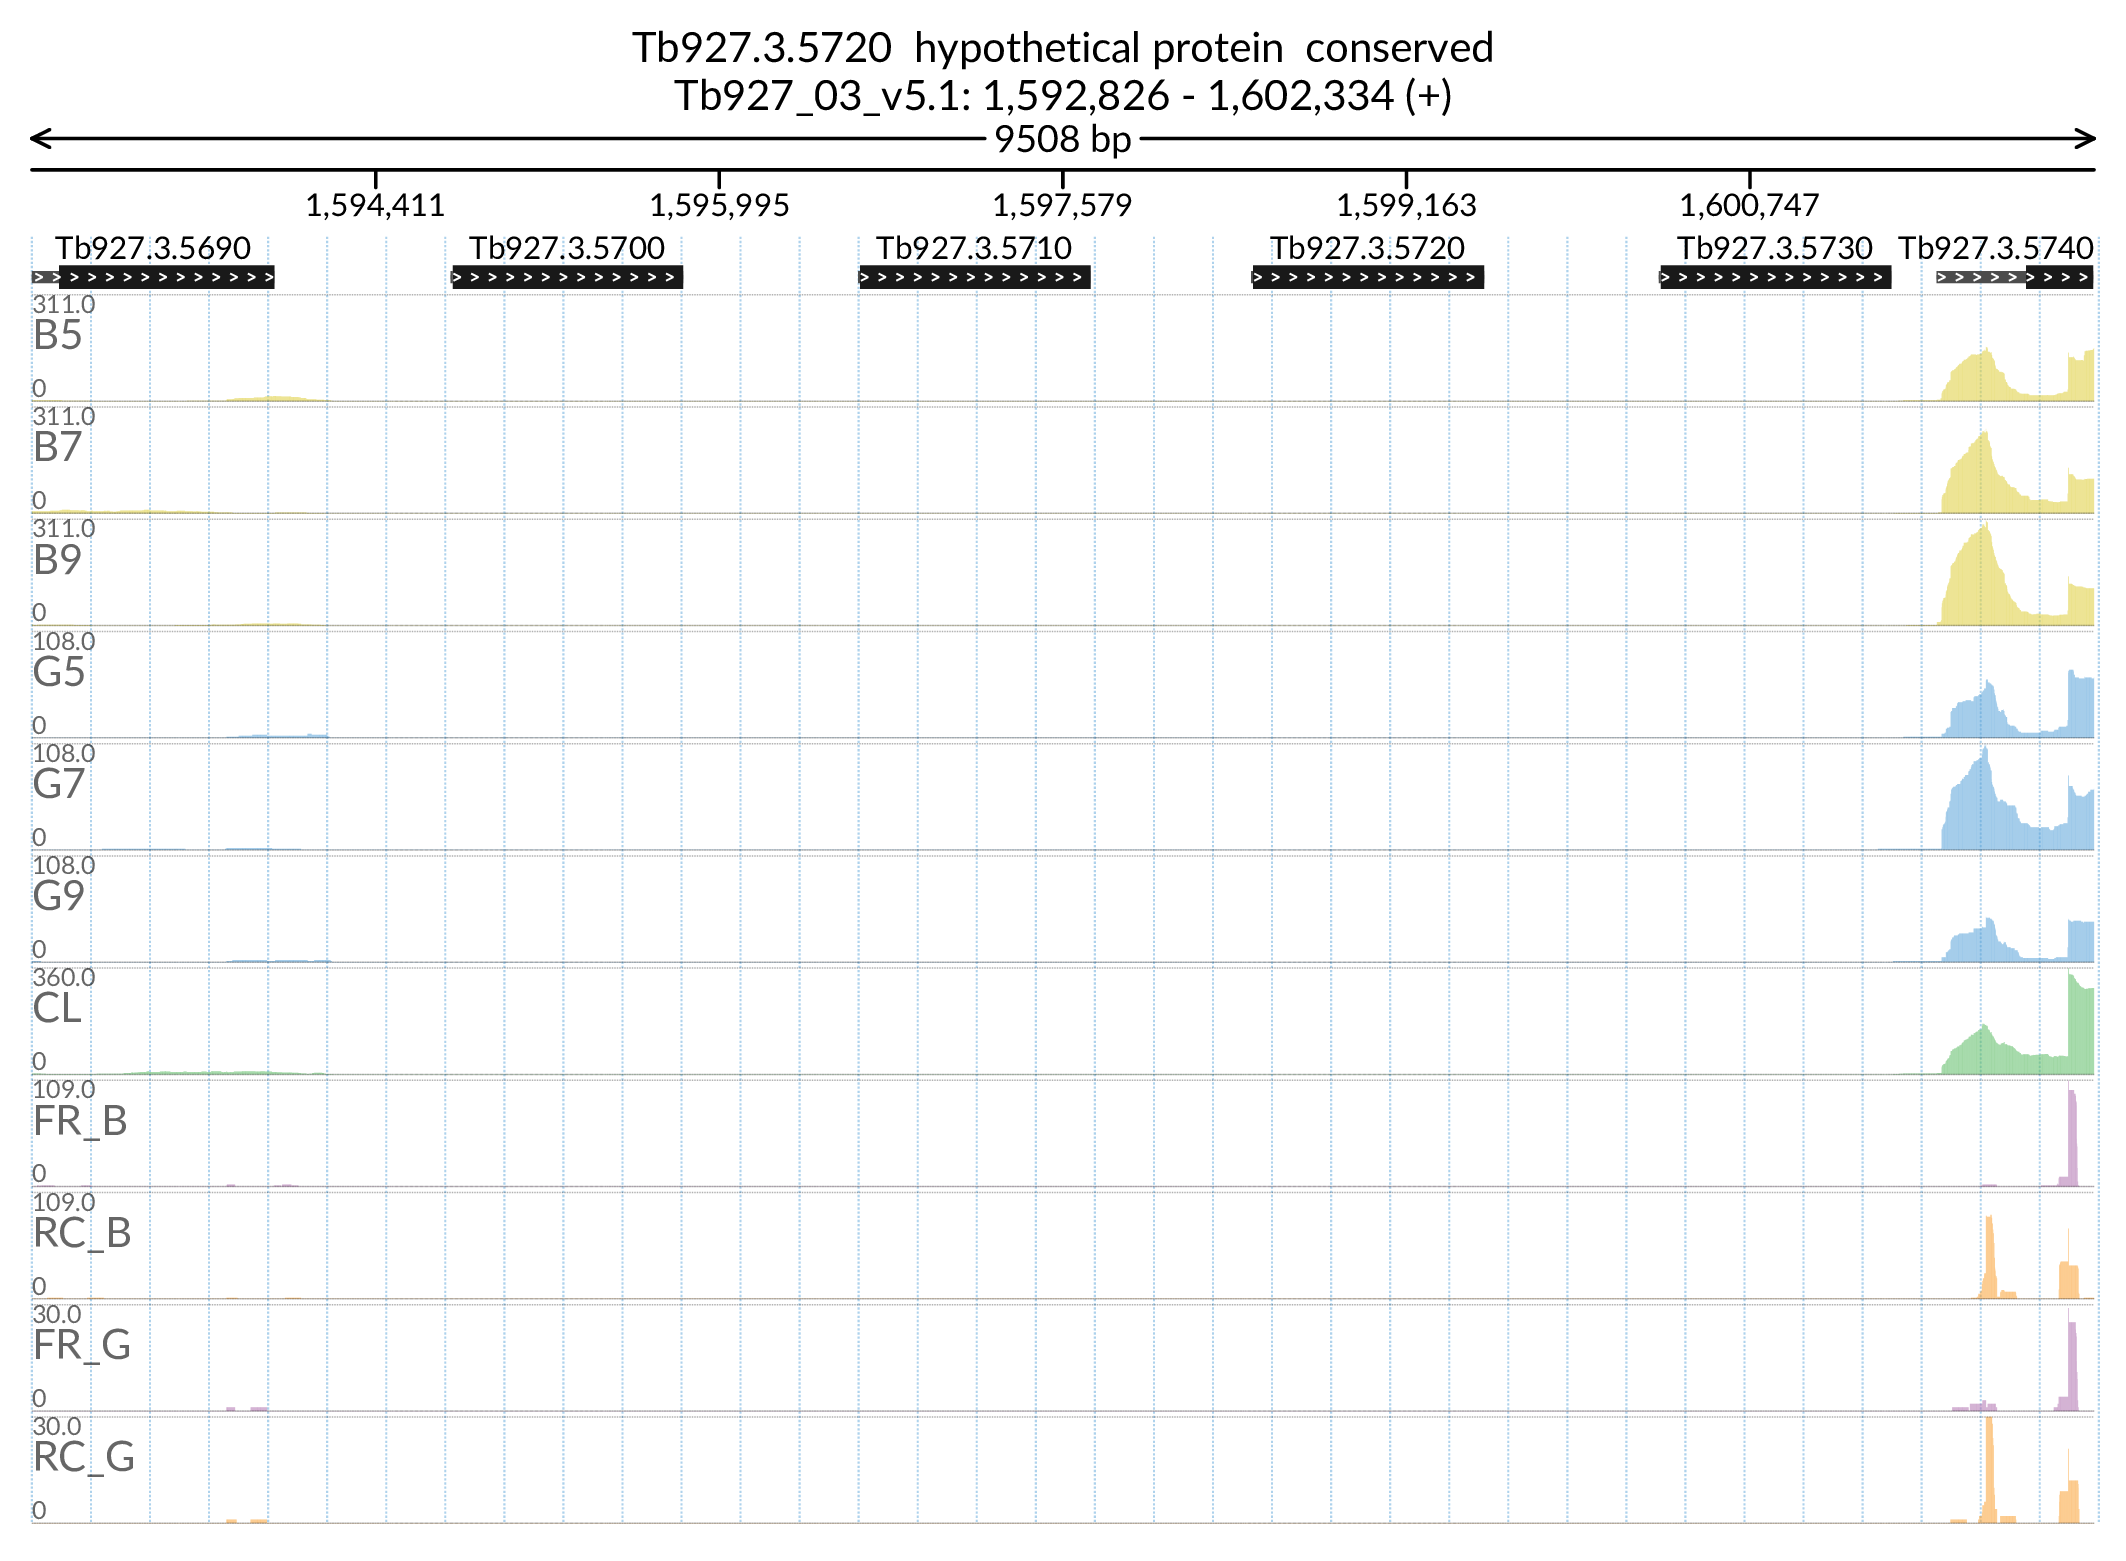 Tb927.3.5720 hypothetical protein conserved
Tb927_03_v5.1: 1,592,826 - 1,602,334 (+)
9508 bp
1,594,411 1,595,995 1,597,579 1,599,163 1,600,747
Tb927.3.5690 Tb927.3.5700 Tb927.3.5710 Tb927.3.5720 Tb927.3.5730 Tb927.3.5740
311.0
B5
0
311.0
B7
0
311.0
B9
0
108.0
G5
0
108.0
G7
0
108.0
G9
0
360.0
CL
0
109.0
FR_B
0
109.0
RC_B
0
30.0
FR_G
0
30.0
RC_G
0